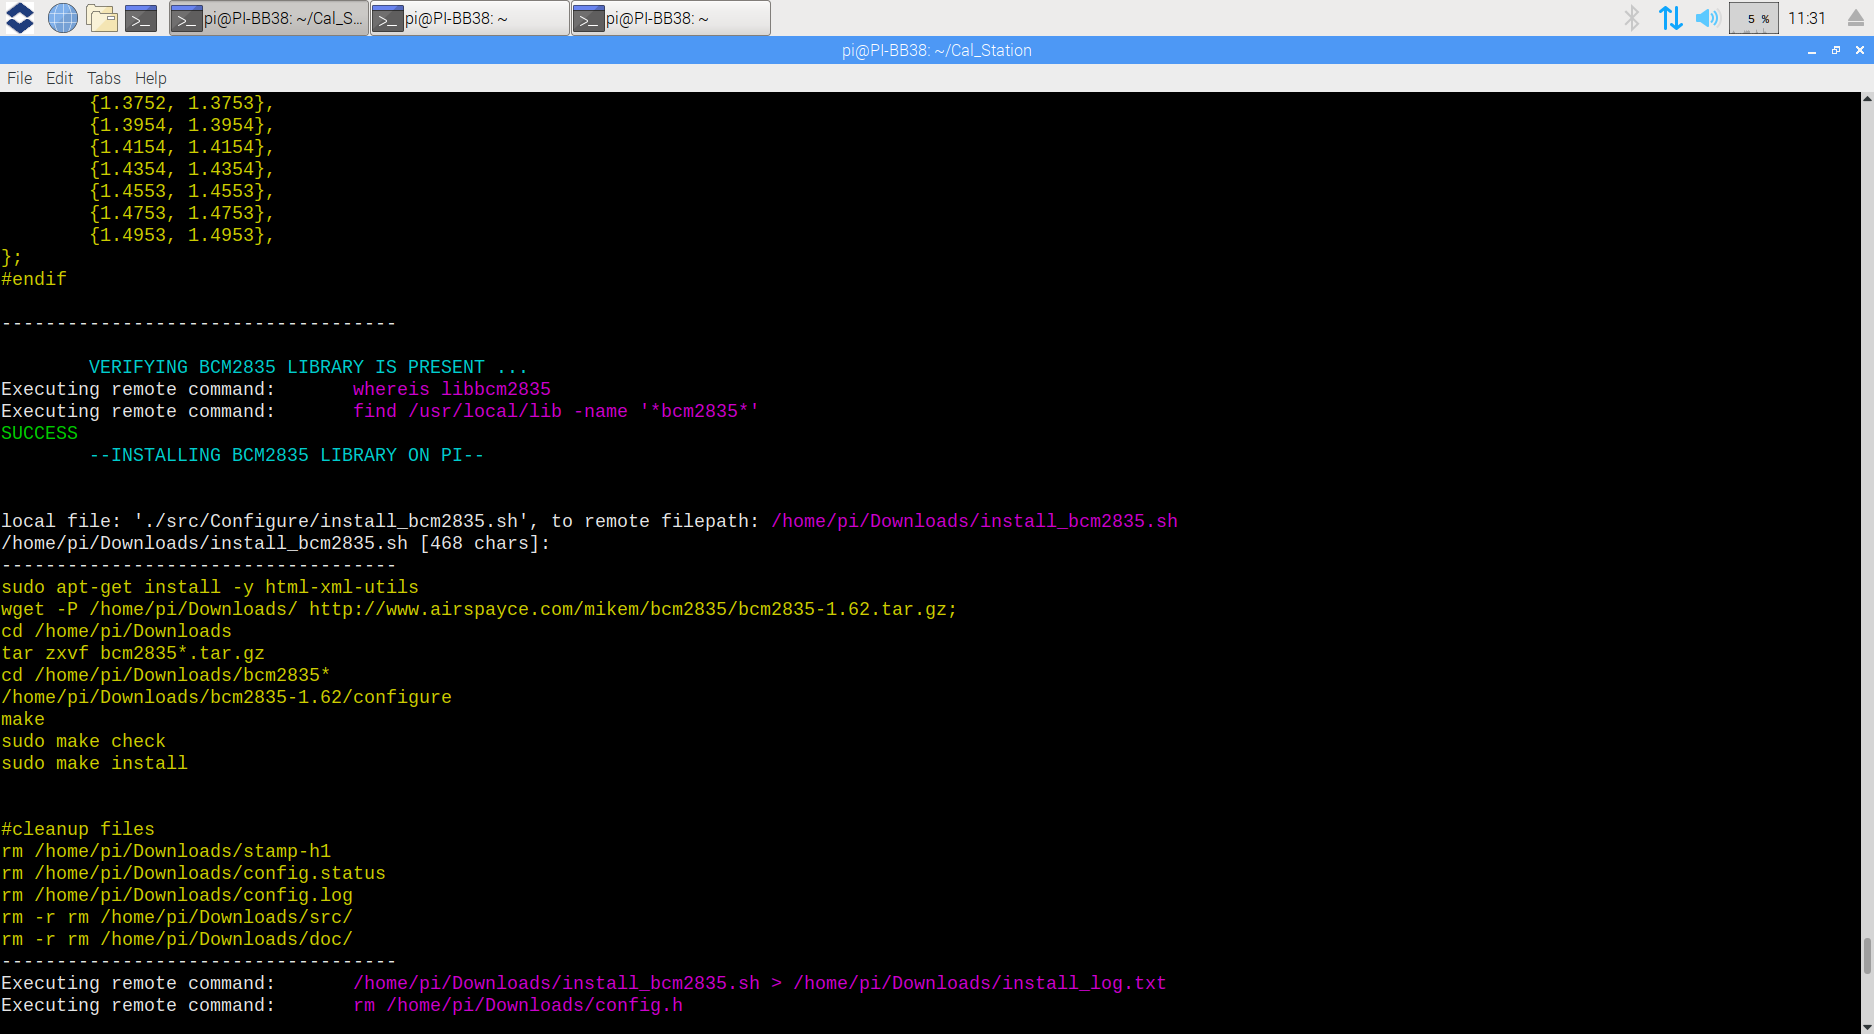 pi@PI-BB38: ~/Cal_S...
pi@PI-BB38: ~
pi@PI-BB38: ~
5 %
11:31
pi@PI-BB38: ~/Cal_Station
File Edit Tabs Help
{1.3752, 1.3753},
{1.3954, 1.3954},
{1.4154, 1.4154},
{1.4354, 1.4354},
{1.4553, 1.4553},
{1.4753, 1.4753},
{1.4953, 1.4953},
};
#endif
------------------------------------
VERIFYING BCM2835 LIBRARY IS PRESENT ...
Executing remote command: whereis libbcm2835
Executing remote command: find /usr/local/lib -name '*bcm2835*'
SUCCESS
--INSTALLING BCM2835 LIBRARY ON PI--
local file: './src/Configure/install_bcm2835.sh', to remote filepath: /home/pi/Downloads/install_bcm2835.sh
/home/pi/Downloads/install_bcm2835.sh [468 chars]:
------------------------------------
sudo apt-get install -y html-xml-utils
wget -P /home/pi/Downloads/ http://www.airspayce.com/mikem/bcm2835/bcm2835-1.62.tar.gz;
cd /home/pi/Downloads
tar zxvf bcm2835*.tar.gz
cd /home/pi/Downloads/bcm2835*
/home/pi/Downloads/bcm2835-1.62/configure
make
sudo make check
sudo make install
#cleanup files
rm /home/pi/Downloads/stamp-h1
rm /home/pi/Downloads/config.status
rm /home/pi/Downloads/config.log
rm -r rm /home/pi/Downloads/src/
rm -r rm /home/pi/Downloads/doc/
------------------------------------
Executing remote command: /home/pi/Downloads/install_bcm2835.sh > /home/pi/Downloads/install_log.txt
Executing remote command: rm /home/pi/Downloads/config.h